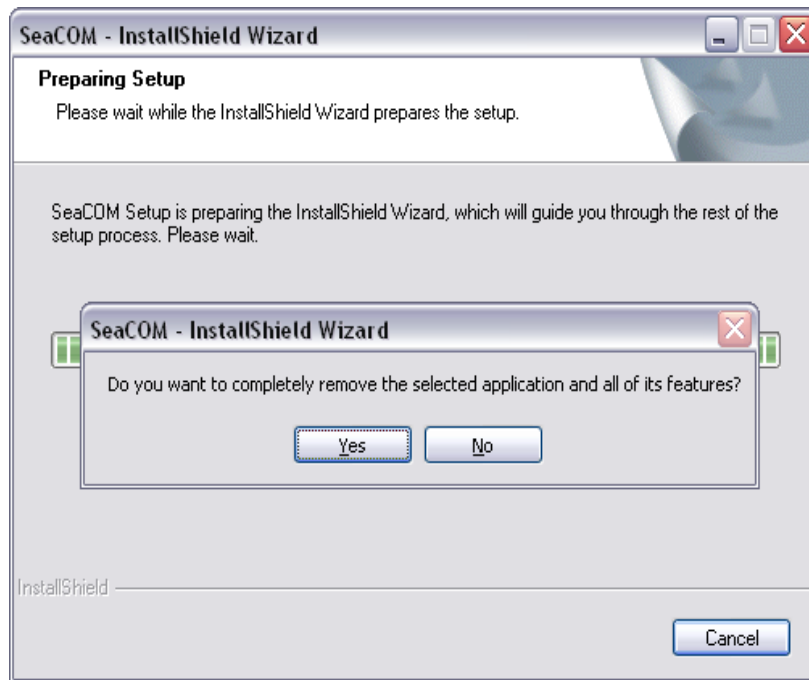 SeaCOM - InstallShield Wizard
Preparing Setup
Please wait while the InstallShield Wizard prepares the setup.
SeaCOM Setup is preparing the InstallShield Wizard, which will guide you through the rest of the
setup process. Please wait.
SeaCOM - InstallShield Wizard
Do you want to completely remove the selected application and all of its features?
Yes
No
InstallShield
Cancel